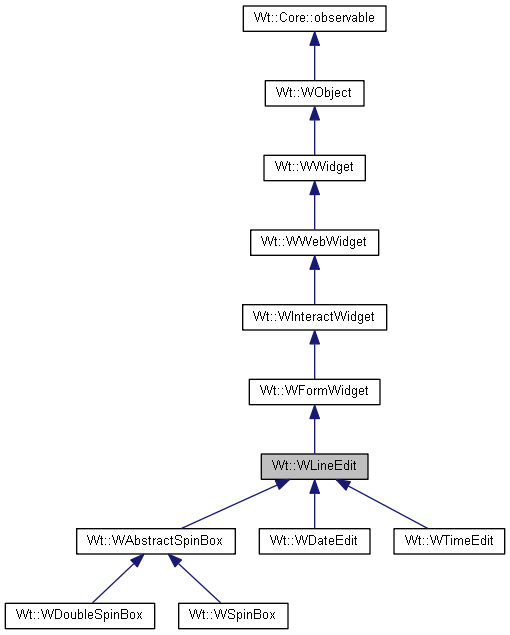 Wt::Core::observable
Wt::WObject
Wt::WWidget
Wt::WWebWidget
Wt::WInteractWidget
Wt::WFormWidget
Wt::WLineEdit
Wt::WAbstractSpinBox
Wt::WDateEdit
Wt::WTimeEdit
Wt::WDoubleSpinBox
Wt::WSpinBox